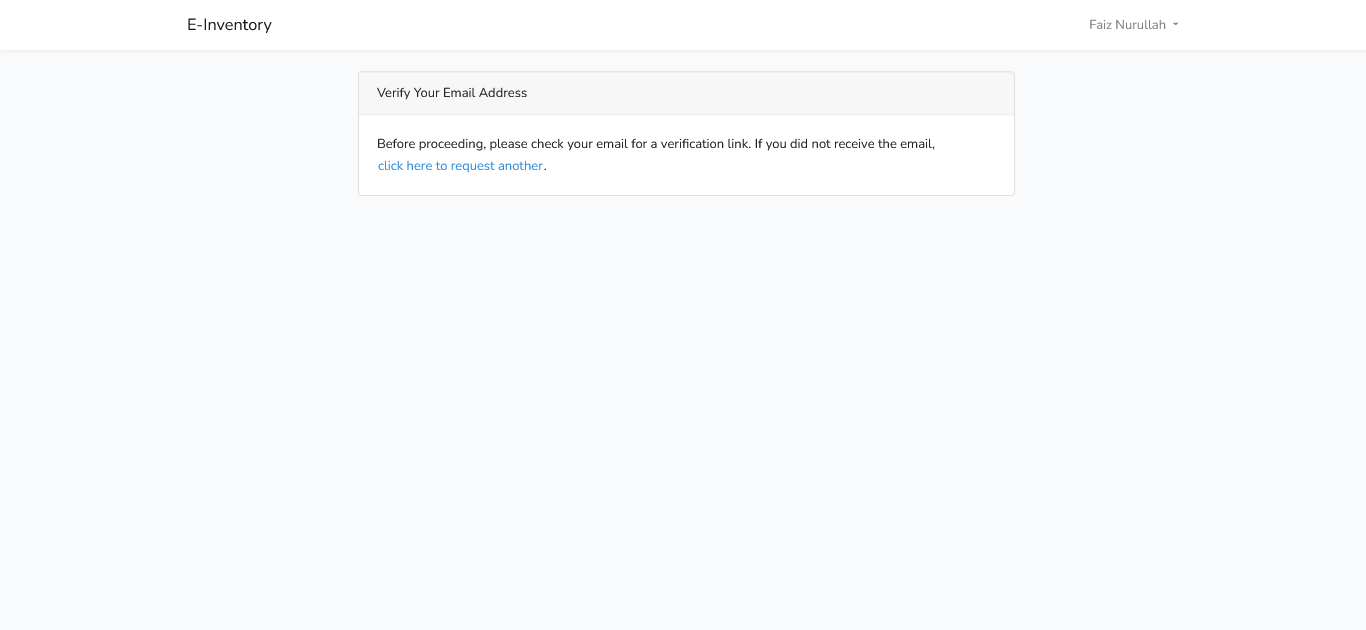 E-Inventory
Faiz Nurullah
Verify Your Email Address
Before proceeding, please check your email for a verification link. If you did not receive the email,
click here to request another.